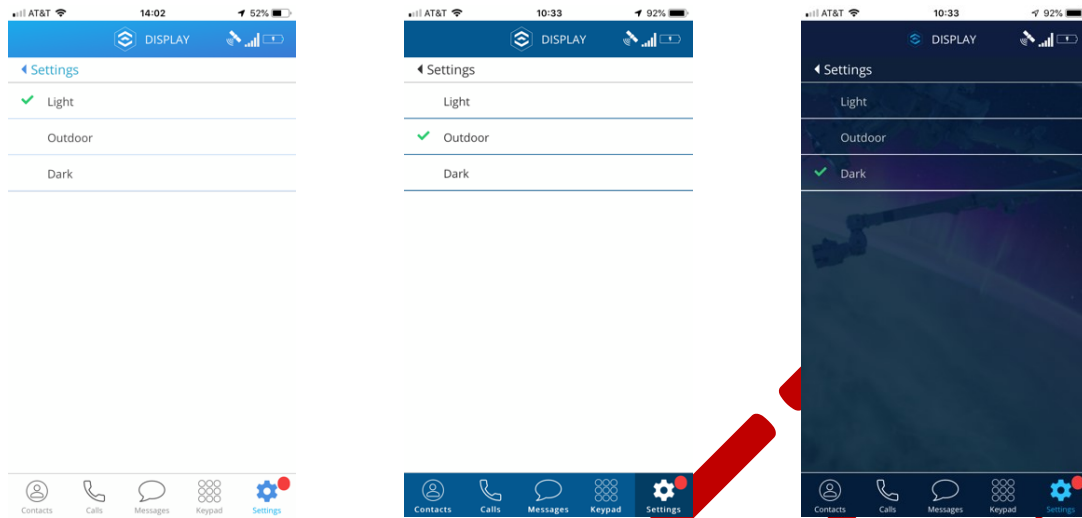 AT&T 14:02 52%
DISPLAY
Settings
Light
Outdoor
Dark
Contacts Calls Messages Keypad Settings
AT&T 10:33 92%
DISPLAY
Settings
Light
Outdoor
Dark
Contacts Calls Messages Keypad Settings
AT&T 10:33 92%
DISPLAY
Settings
Light
Outdoor
Dark
Contacts Calls Messages Keypad Settings